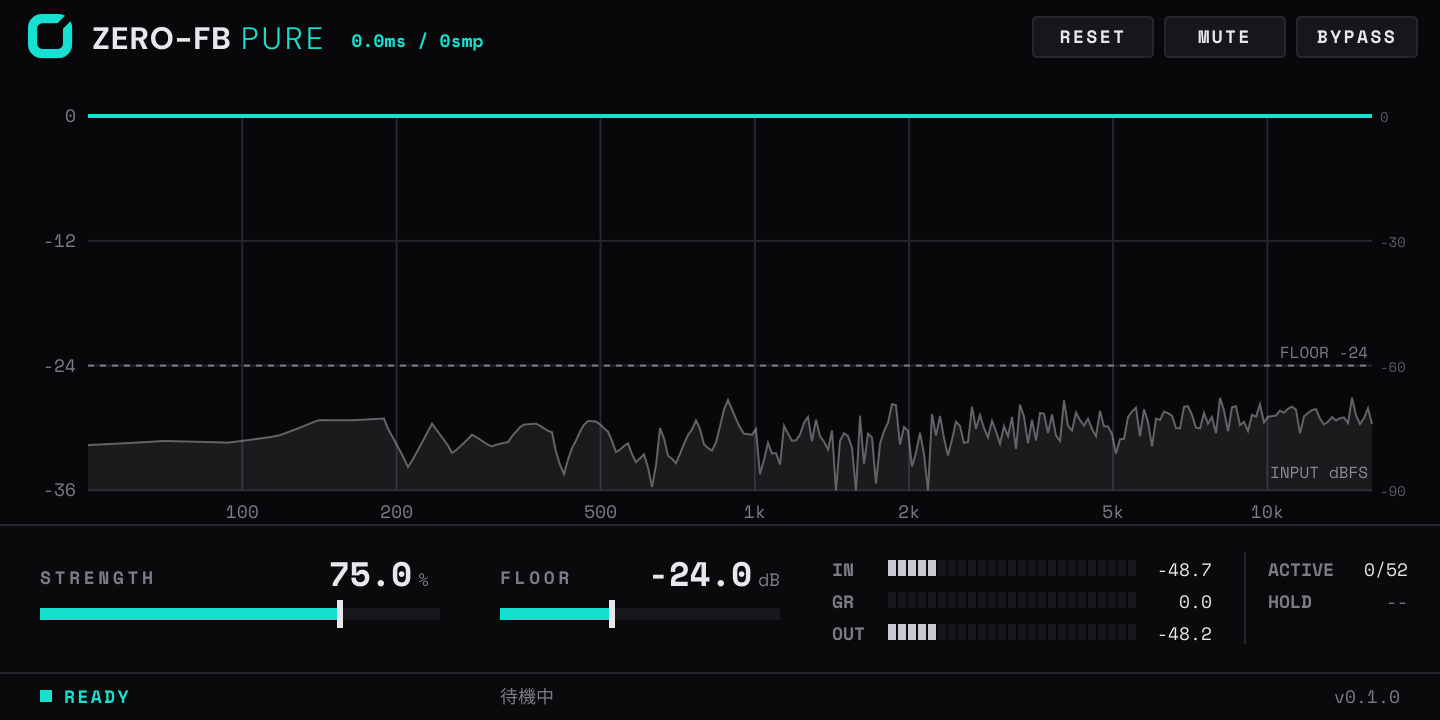 ZERO-FB PURE 0.0ms / 0smp RESET MUTE BYPASS
0 0
-12 -30
FLOOR -24
-24 -60
INPUT dBFS
-36 -90
100 200 500 1k 2k 5k 10k
STRENGTH 75.0 % FLOOR -24.0 dB
IN -48.7 ACTIVE 0/52
GR 0.0 HOLD --
OUT -48.2
READY 待機中 v0.1.0